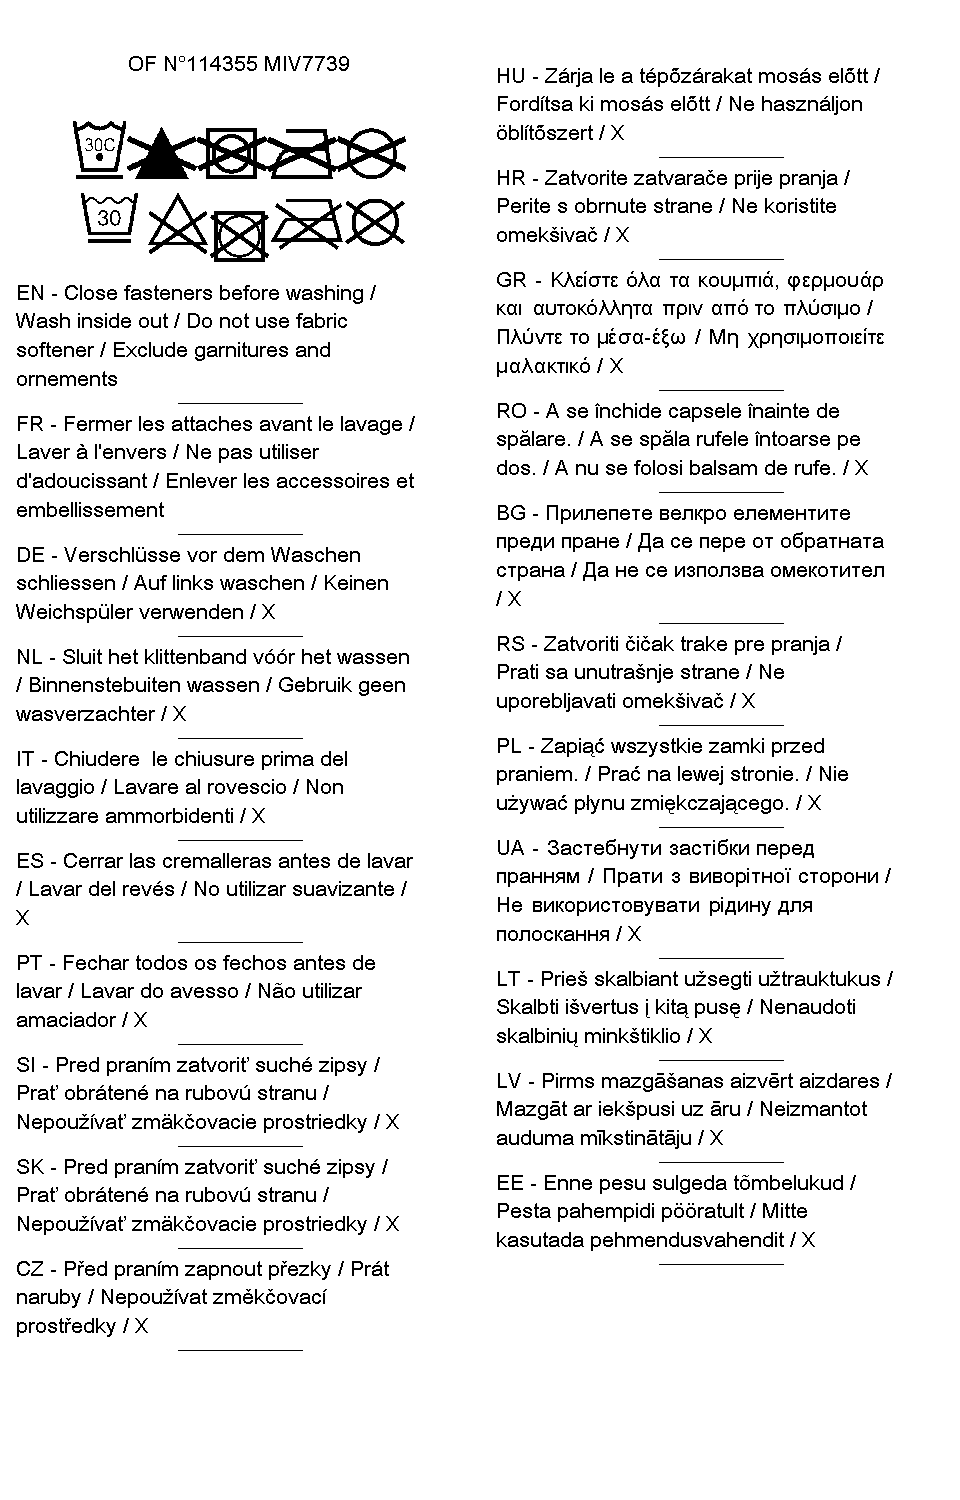 OF N°114355 MIV7739
30C
30
EN - Close fasteners before washing /
Wash inside out / Do not use fabric
softener / Exclude garnitures and
ornements
FR - Fermer les attaches avant le lavage /
Laver à l'envers / Ne pas utiliser
d'adoucissant / Enlever les accessoires et
embellissement
DE - Verschlüsse vor dem Waschen
schliessen / Auf links waschen / Keinen
Weichspüler verwenden / X
NL - Sluit het klittenband vóór het wassen
/ Binnenstebuiten wassen / Gebruik geen
wasverzachter / X
IT - Chiudere  le chiusure prima del
lavaggio / Lavare al rovescio / Non
utilizzare ammorbidenti / X
ES - Cerrar las cremalleras antes de lavar
/ Lavar del revés / No utilizar suavizante /
X
PT - Fechar todos os fechos antes de
lavar / Lavar do avesso / Não utilizar
amaciador / X
SI - Pred praním zatvoriť suché zipsy /
Prať obrátené na rubovú stranu /
Nepoužívať zmäkčovacie prostriedky / X
SK - Pred praním zatvoriť suché zipsy /
Prať obrátené na rubovú stranu /
Nepoužívať zmäkčovacie prostriedky / X
CZ - Před praním zapnout přezky / Prát
naruby / Nepoužívat změkčovací
prostředky / X
HU - Zárja le a tépőzárakat mosás előtt /
Fordítsa ki mosás előtt / Ne használjon
öblítőszert / X
HR - Zatvorite zatvarače prije pranja /
Perite s obrnute strane / Ne koristite
omekšivač / X
GR - Κλείστε όλα τα κουμπιά, φερμουάρ
και αυτοκόλλητα πριν από το πλύσιμο /
Πλύντε το μέσα-έξω / Μη χρησιμοποιείτε
μαλακτικό / X
RO - A se închide capsele înainte de
spălare. / A se spăla rufele întoarse pe
dos. / A nu se folosi balsam de rufe. / X
BG - Прилепете велкро елементите
преди пране / Да се пере от обратната
страна / Да не се използва омекотител
/ X
RS - Zatvoriti čičak trake pre pranja /
Prati sa unutrašnje strane / Ne
uporebljavati omekšivač / X
PL - Zapiąć wszystkie zamki przed
praniem. / Prać na lewej stronie. / Nie
używać płynu zmiękczającego. / X
UA - Застебнути застібки перед
пранням / Прати з виворітної сторони /
Не використовувати рідину для
полоскання / X
LT - Prieš skalbiant užsegti užtrauktukus /
Skalbti išvertus į kitą pusę / Nenaudoti
skalbinių minkštiklio / X
LV - Pirms mazgāšanas aizvērt aizdares /
Mazgāt ar iekšpusi uz āru / Neizmantot
auduma mīkstinātāju / X
EE - Enne pesu sulgeda tõmbelukud /
Pesta pahempidi pööratult / Mitte
kasutada pehmendusvahendit / X